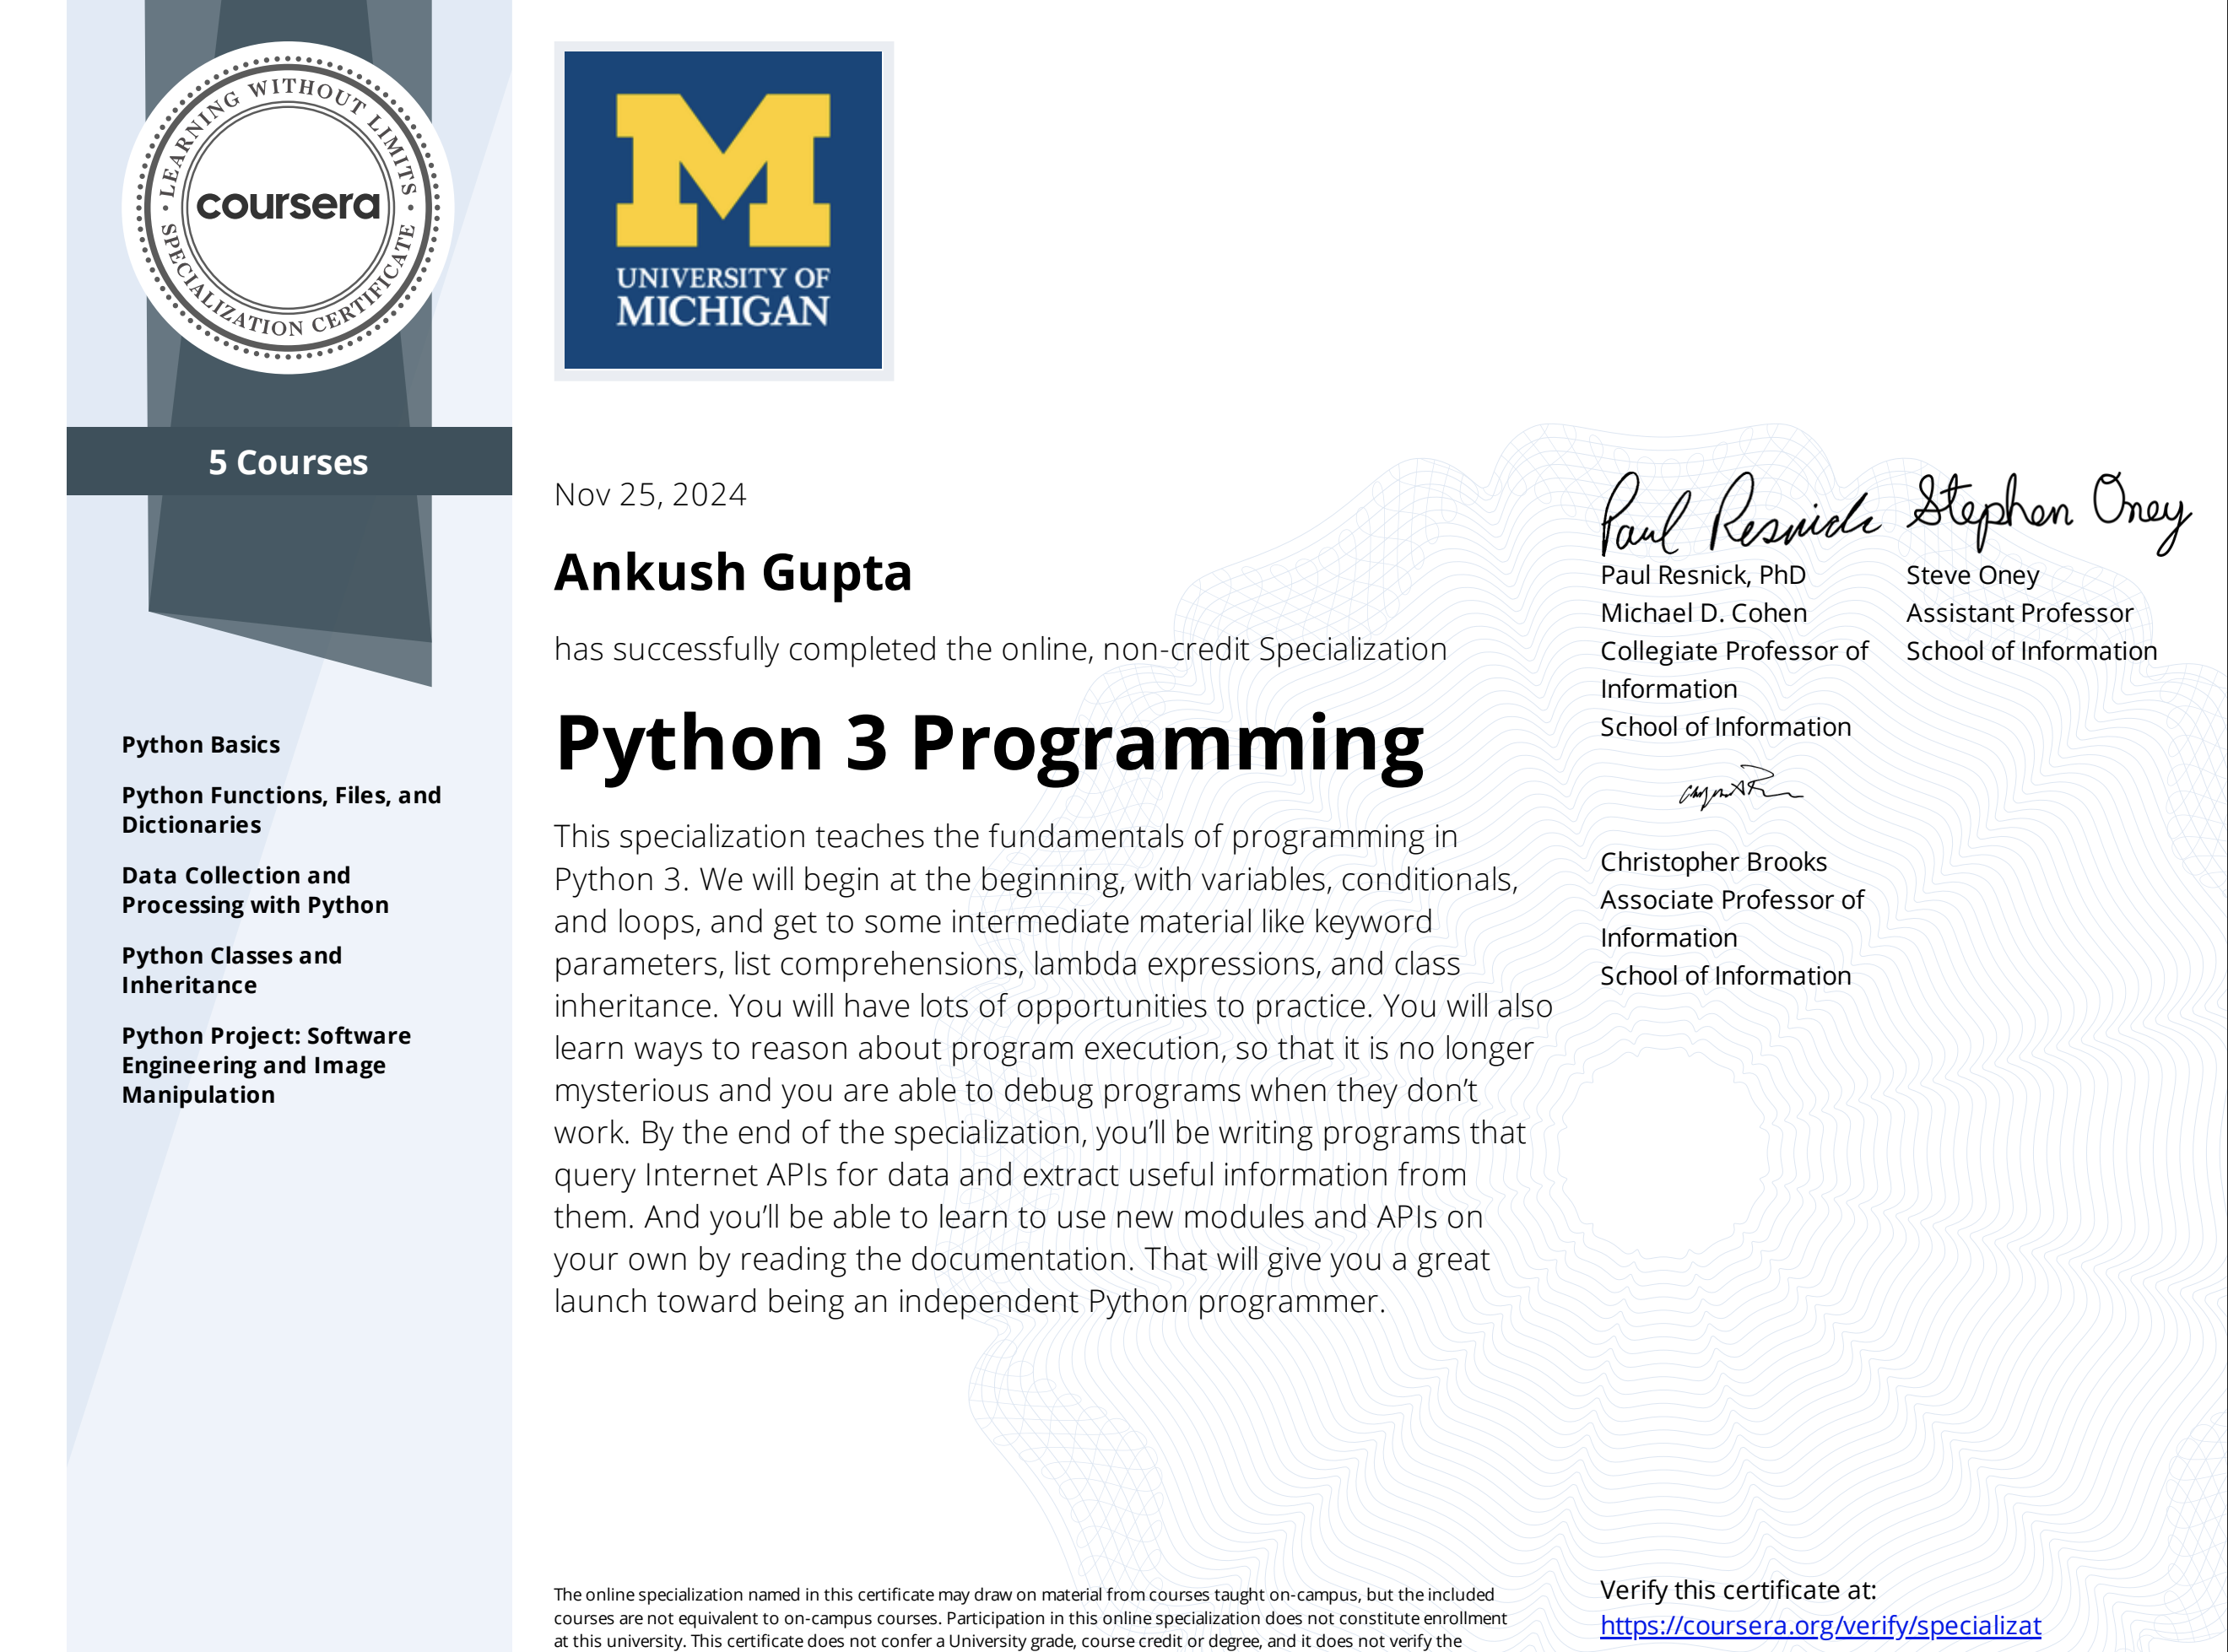 LEARNING WITHOUT LIMITS
coursera
SPECIALIZATION CERTIFICATE
5 Courses
Python Basics
Python Functions, Files, and
Dictionaries
Data Collection and
Processing with Python
Python Classes and
Inheritance
Python Project: Software
Engineering and Image
Manipulation
M
UNIVERSITY OF
MICHIGAN
Nov 25, 2024
Ankush Gupta
has successfully completed the online, non-credit Specialization
Python 3 Programming
This specialization teaches the fundamentals of programming in
Python 3. We will begin at the beginning, with variables, conditionals,
and loops, and get to some intermediate material like keyword
parameters, list comprehensions, lambda expressions, and class
inheritance. You will have lots of opportunities to practice. You will also
learn ways to reason about program execution, so that it is no longer
mysterious and you are able to debug programs when they don’t
work. By the end of the specialization, you’ll be writing programs that
query Internet APIs for data and extract useful information from
them. And you’ll be able to learn to use new modules and APIs on
your own by reading the documentation. That will give you a great
launch toward being an independent Python programmer.
Paul Resnick
Paul Resnick, PhD
Michael D. Cohen
Collegiate Professor of
Information
School of Information
Stephen Oney
Steve Oney
Assistant Professor
School of Information
Christopher Brooks
Associate Professor of
Information
School of Information
The online specialization named in this certificate may draw on material from courses taught on-campus, but the included
courses are not equivalent to on-campus courses. Participation in this online specialization does not constitute enrollment
at this university. This certificate does not confer a University grade, course credit or degree, and it does not verify the
Verify this certificate at:
https://coursera.org/verify/specializat